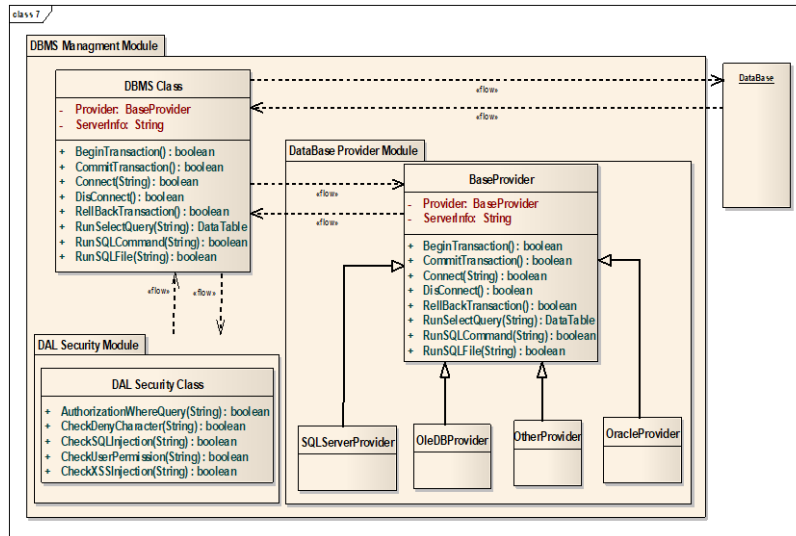 class 7
DBMS Managment Module
DBMS Class
- Provider: BaseProvider
- ServerInfo: String
+ BeginTransaction() : boolean
+ CommitTransaction() : boolean
+ Connect(String) : boolean
+ DisConnect() : boolean
+ RellBackTransaction() : boolean
+ RunSelectQuery(String) : DataTable
+ RunSQLCommand(String) : boolean
+ RunSQLFile(String) : boolean
«flow»
«flow»
DataBase
DataBase Provider Module
«flow»
«flow»
BaseProvider
- Provider: BaseProvider
- ServerInfo: String
+ BeginTransaction() : boolean
+ CommitTransaction() : boolean
+ Connect(String) : boolean
+ DisConnect() : boolean
+ RellBackTransaction() : boolean
+ RunSelectQuery(String) : DataTable
+ RunSQLCommand(String) : boolean
+ RunSQLFile(String) : boolean
«flow»
«flow»
DAL Security Module
DAL Security Class
+ AuthorizationWhereQuery(String) : boolean
+ CheckDenyCharacter(String) : boolean
+ CheckSQLInjection(String) : boolean
+ CheckUserPermission(String) : boolean
+ CheckXSSInjection(String) : boolean
SQLServerProvider
OleDBProvider
OtherProvider
OracleProvider